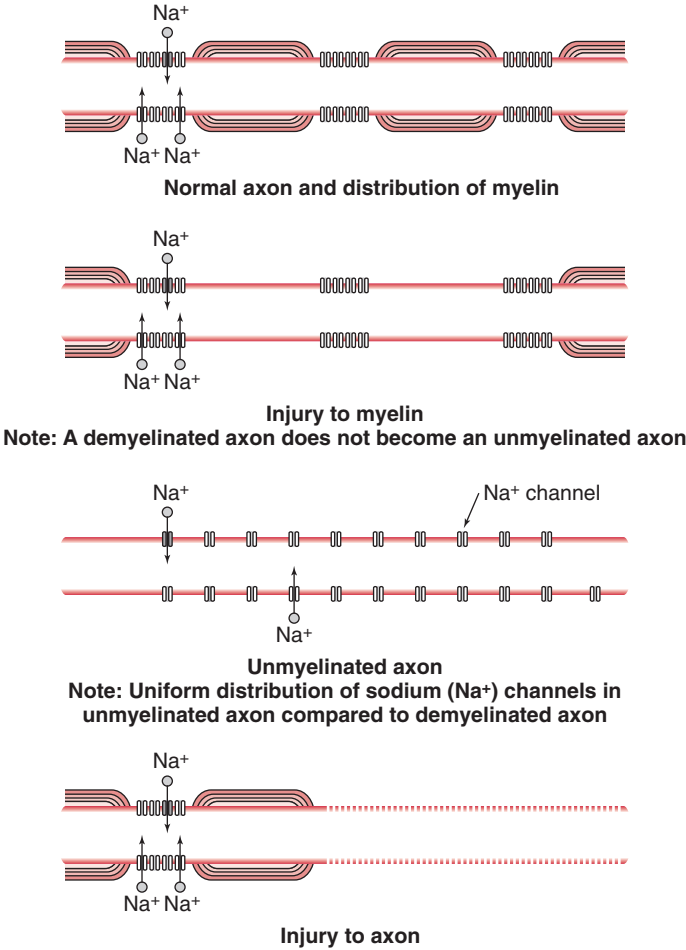 Na+
Na+ Na+
Normal axon and distribution of myelin
Na+
Na+ Na+
Injury to myelin
Note: A demyelinated axon does not become an unmyelinated axon
Na+
Na+ channel
Na+
Unmyelinated axon
Note: Uniform distribution of sodium (Na+) channels in
unmyelinated axon compared to demyelinated axon
Na+
Na+ Na+
Injury to axon